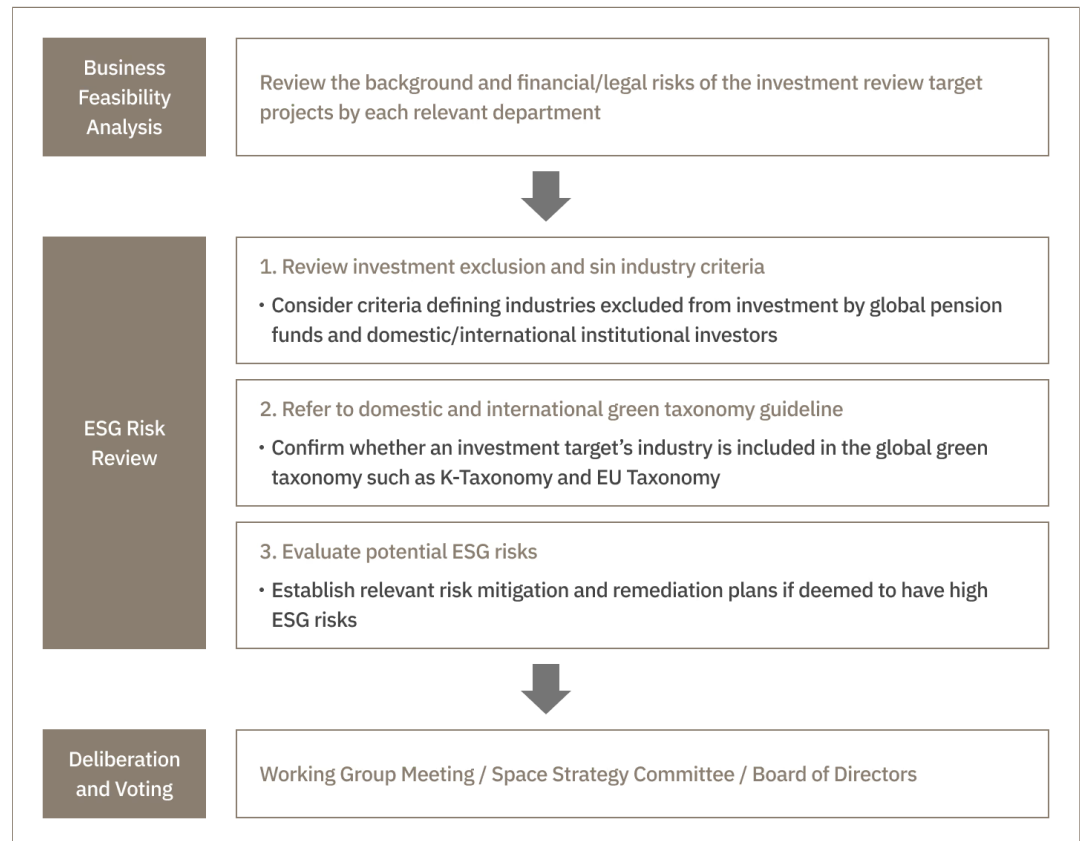 Business
Feasibility
Analysis
Review the background and financial/legal risks of the investment review target
projects by each relevant department
ESG Risk
Review
1. Review investment exclusion and sin industry criteria
· Consider criteria defining industries excluded from investment by global pension
funds and domestic/international institutional investors
2. Refer to domestic and international green taxonomy guideline
· Confirm whether an investment target’s industry is included in the global green
taxonomy such as K-Taxonomy and EU Taxonomy
3. Evaluate potential ESG risks
· Establish relevant risk mitigation and remediation plans if deemed to have high
ESG risks
Deliberation
and Voting
Working Group Meeting / Space Strategy Committee / Board of Directors